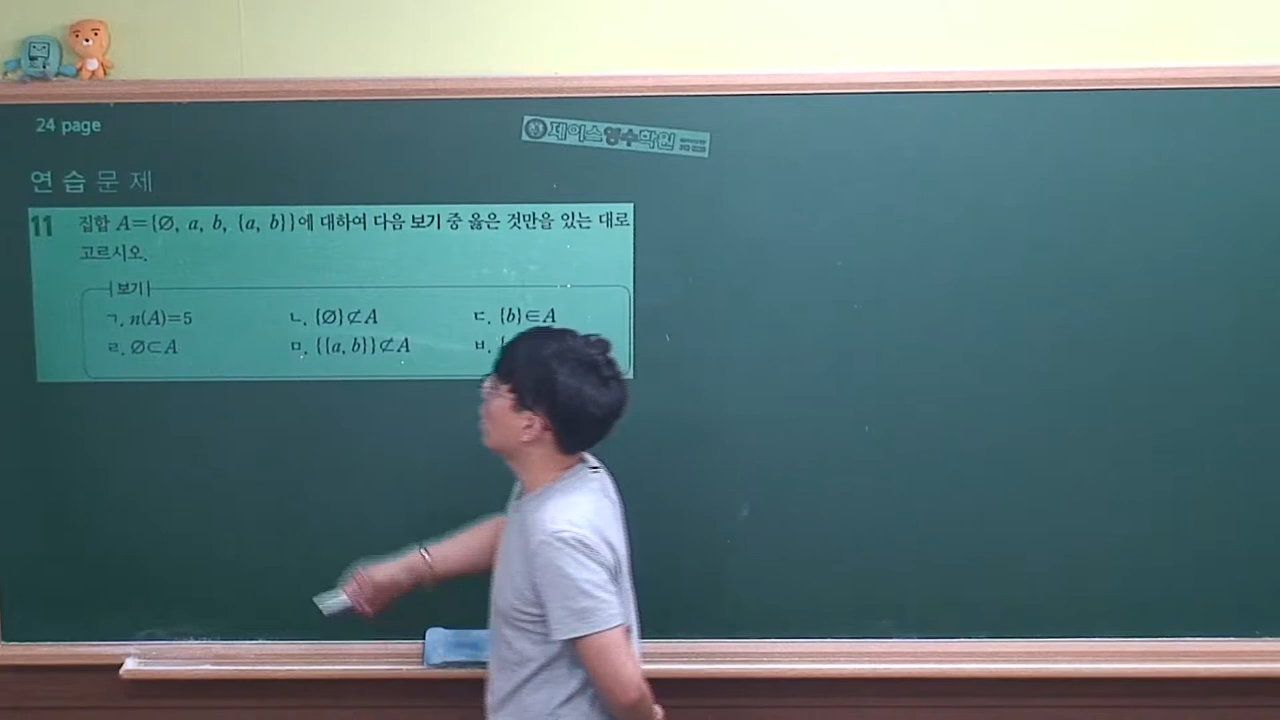 24 page
제이스영수학원
연습문제
11 집합 A={∅, a, b, {a, b}}에 대하여 다음 보기 중 옳은 것만을 있는 대로
고르시오.
보기
ㄱ. n(A)=5 ㄴ. {∅}⊄A ㄷ. {b}∈A
ㄹ. ∅⊂A ㅁ. {{a, b}}⊄A ㅂ.